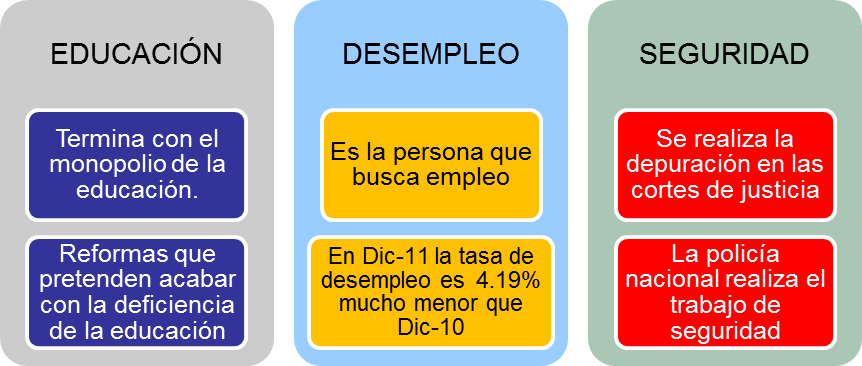 EDUCACIÓN
Termina con el
monopolio de la
educación.
Reformas que
pretenden acabar
con la deficiencia
de la educación
DESEMPLEO
Es la persona que
busca empleo
En Dic-11 la tasa de
desempleo es 4.19%
mucho menor que
Dic-10
SEGURIDAD
Se realiza la
depuración en las
cortes de justicia
La policía
nacional realiza el
trabajo de
seguridad